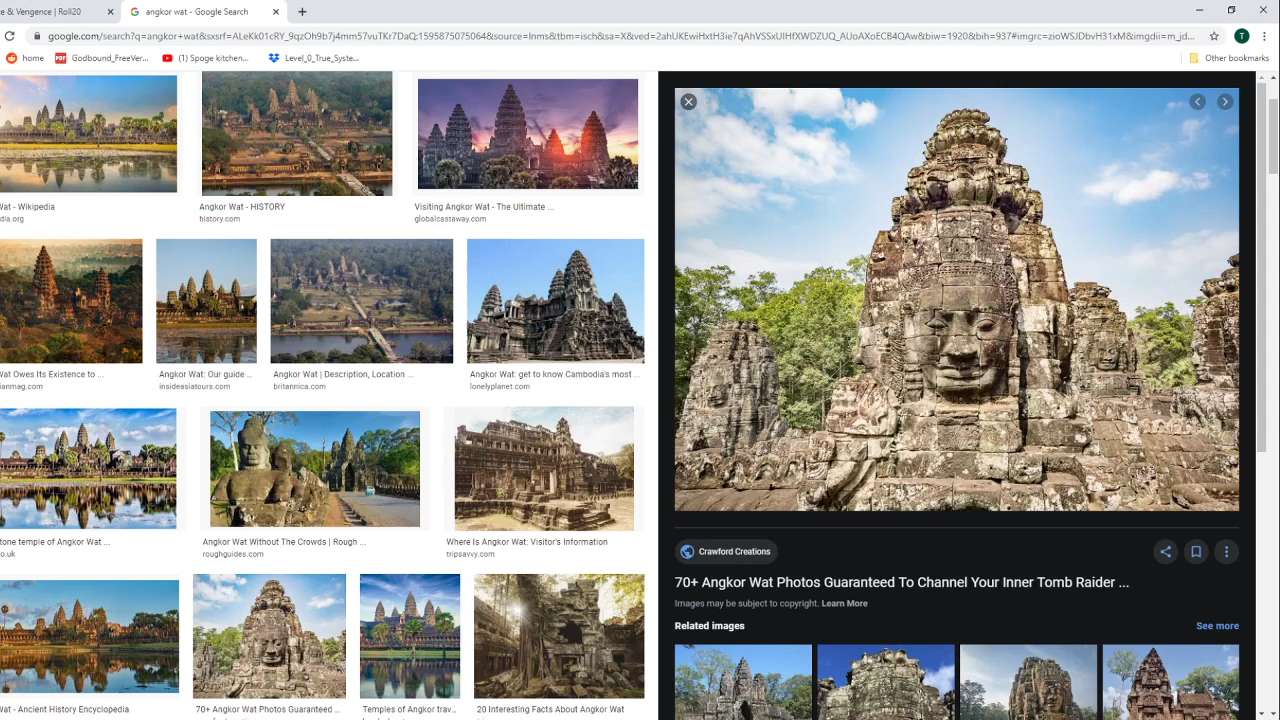 e & Vengence | Roll20
angkor wat - Google Search
google.com/search?q=angkor+wat&sxsrf=ALeKk01cRY_9qzOh9b7j4mm57vuTKr7DaQ:1595875075064&source=lnms&tbm=isch&sa=X&ved=2ahUKEwiHxtH3ie7qAhVSSxUIHfXWDZUQ_AUoAXoECB4QAw&biw=1920&bih=937#imgrc=zioWSJDbvH31xM&imgdii=m_jd...
T
home
PDF
Godbound_FreeVer...
(1) Spoge kitchen...
Level_0_True_Syste...
Other bookmarks
Wat - Wikipedia
dia.org
Angkor Wat - HISTORY
history.com
Visiting Angkor Wat - The Ultimate ...
globalcastaway.com
Wat Owes Its Existence to ...
ianmag.com
Angkor Wat: Our guide ...
insideasiatours.com
Angkor Wat | Description, Location ...
britannica.com
Angkor Wat: get to know Cambodia's most ...
lonelyplanet.com
tone temple of Angkor Wat ...
o.uk
Angkor Wat Without The Crowds | Rough ...
roughguides.com
Where Is Angkor Wat: Visitor's Information
tripsavvy.com
Wat - Ancient History Encyclopedia
70+ Angkor Wat Photos Guaranteed ...
Temples of Angkor trav...
20 Interesting Facts About Angkor Wat
Crawford Creations
70+ Angkor Wat Photos Guaranteed To Channel Your Inner Tomb Raider ...
Images may be subject to copyright. Learn More
Related images
See more